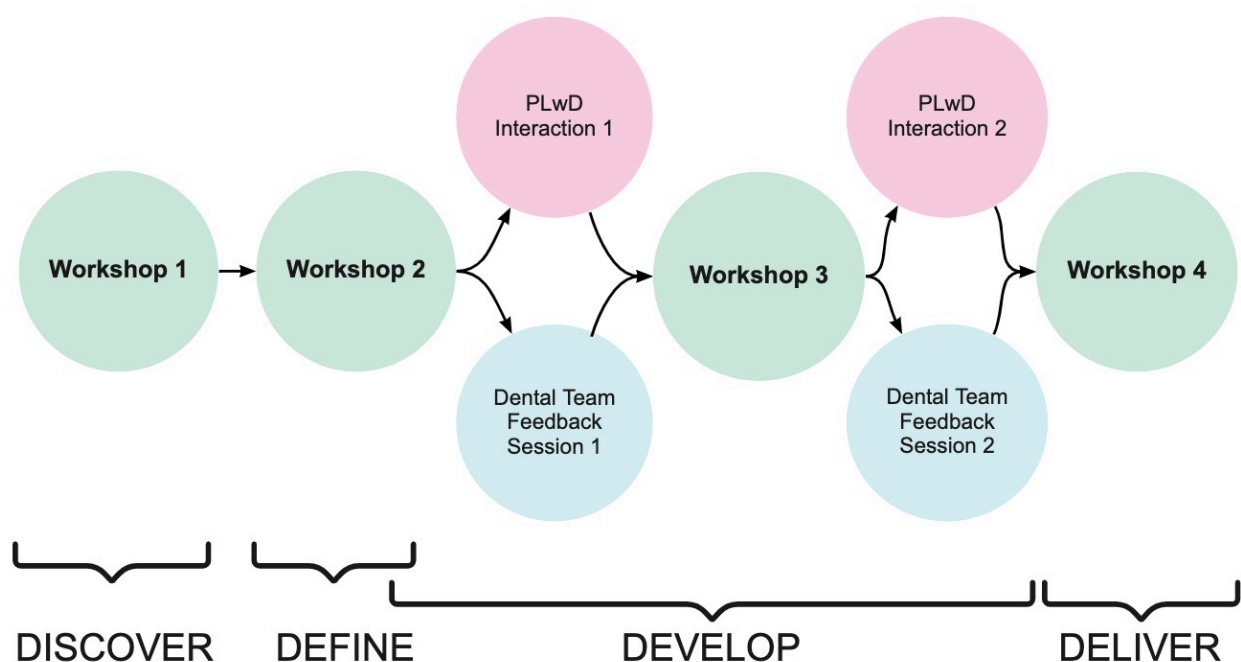 PLwD
Interaction 1
PLwD
Interaction 2
Workshop 1
Workshop 2
Workshop 3
Workshop 4
Dental Team
Feedback
Session 1
Dental Team
Feedback
Session 2
DISCOVER
DEFINE
DEVELOP
DELIVER